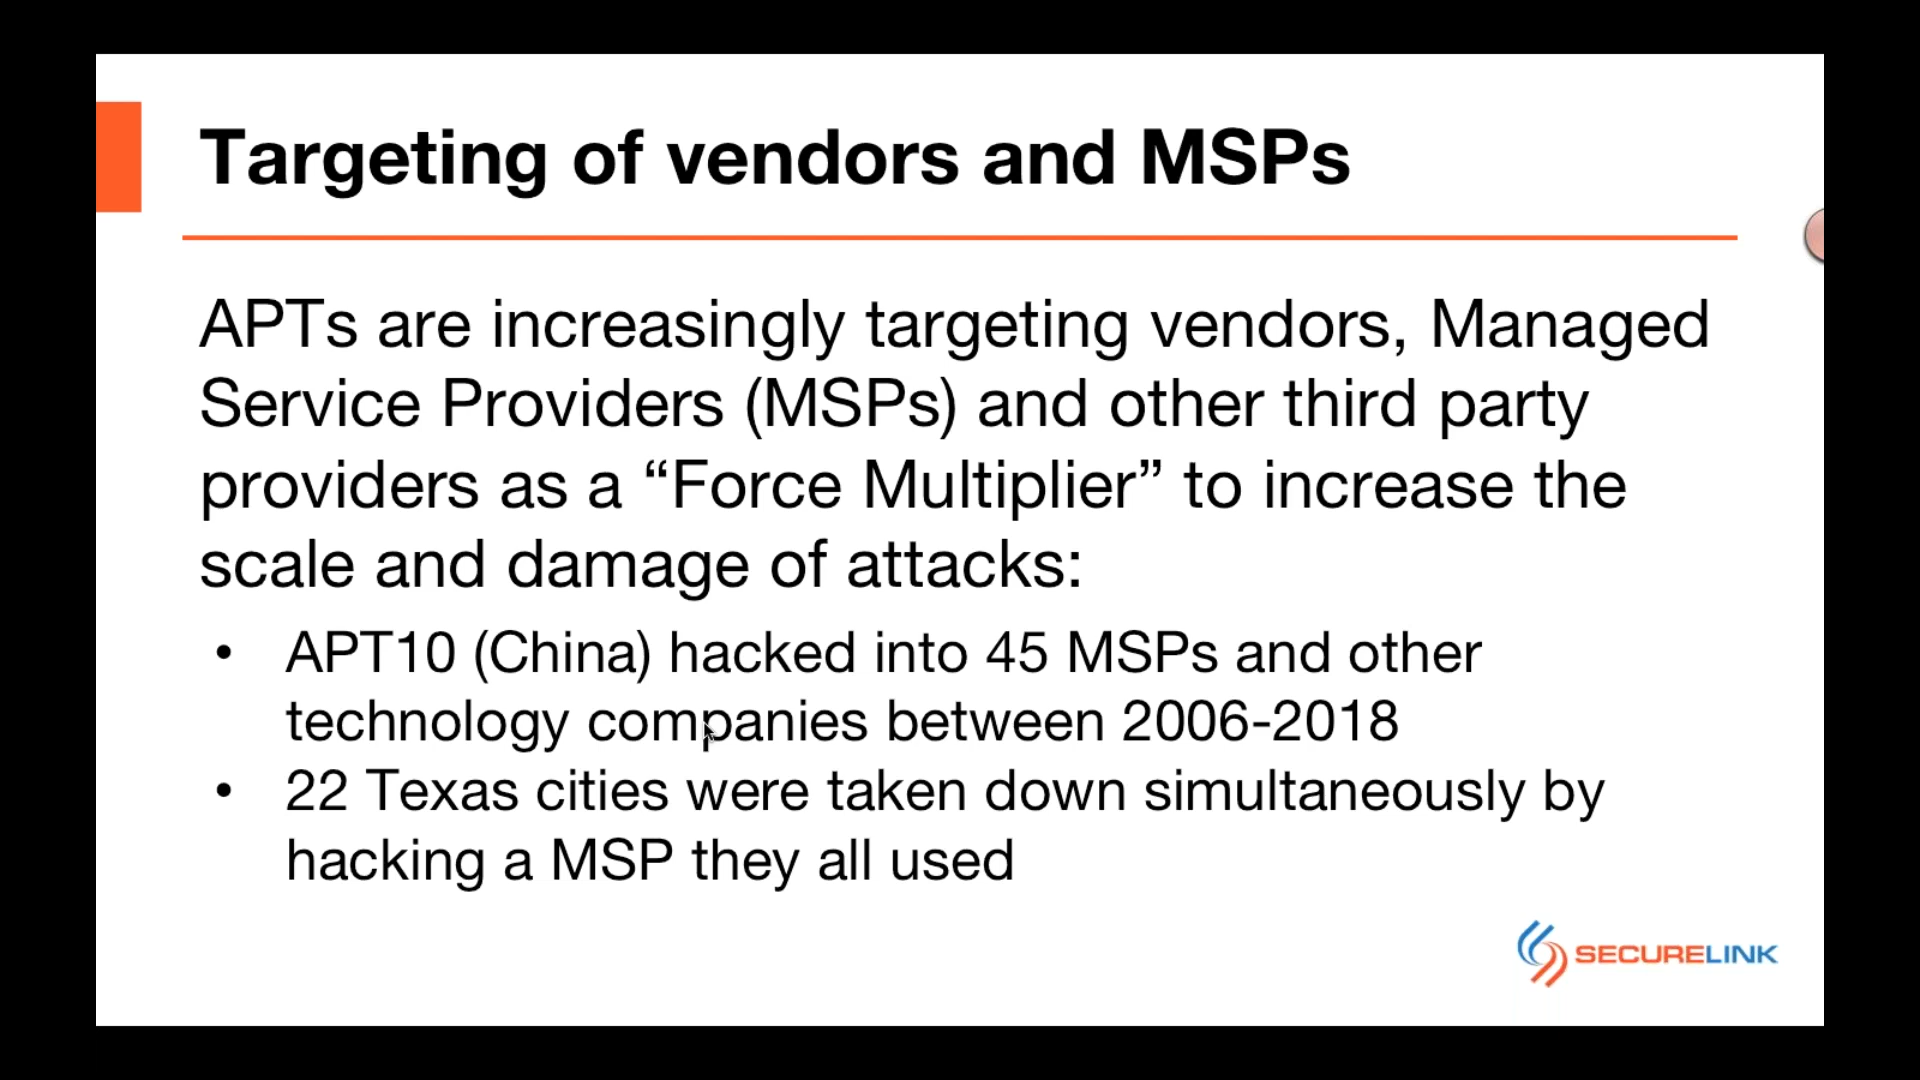 Targeting of vendors and MSPs
APTs are increasingly targeting vendors, Managed
Service Providers (MSPs) and other third party
providers as a “Force Multiplier” to increase the
scale and damage of attacks:
• APT10 (China) hacked into 45 MSPs and other
technology companies between 2006-2018
• 22 Texas cities were taken down simultaneously by
hacking a MSP they all used
SECURELINK